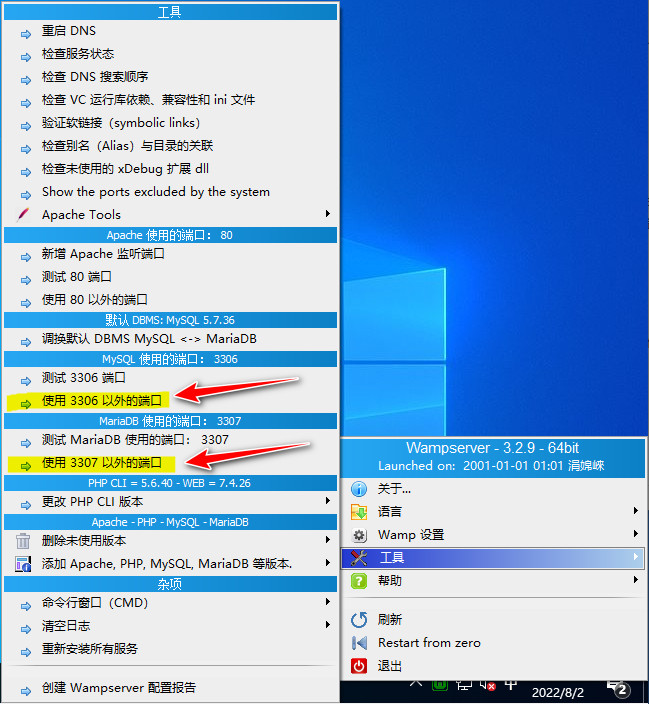 工具
重启 DNS
检查服务状态
检查 DNS 搜索顺序
检查 VC 运行库依赖、兼容性和 ini 文件
验证软链接（symbolic links）
检查别名（Alias）与目录的关联
检查未使用的 xDebug 扩展 dll
Show the ports excluded by the system
Apache Tools
Apache 使用的端口： 80
新增 Apache 监听端口
测试 80 端口
使用 80 以外的端口
默认 DBMS: MySQL 5.7.36
调换默认 DBMS MySQL <-> MariaDB
MySQL 使用的端口： 3306
测试 3306 端口
使用 3306 以外的端口
MariaDB 使用的端口： 3307
测试 MariaDB 使用的端口： 3307
使用 3307 以外的端口
PHP CLI = 5.6.40 - WEB = 7.4.26
更改 PHP CLI 版本
Apache - PHP - MySQL - MariaDB
删除未使用版本
添加 Apache, PHP, MySQL, MariaDB 等版本.
杂项
命令行窗口（CMD）
清空日志
重新安装所有服务
创建 Wampserver 配置报告
Wampserver - 3.2.9 - 64bit
Launched on: 2001-01-01 01:01 涓嫦崃
关于...
语言
Wamp 设置
工具
帮助
刷新
Restart from zero
退出
中
2022/8/2
2